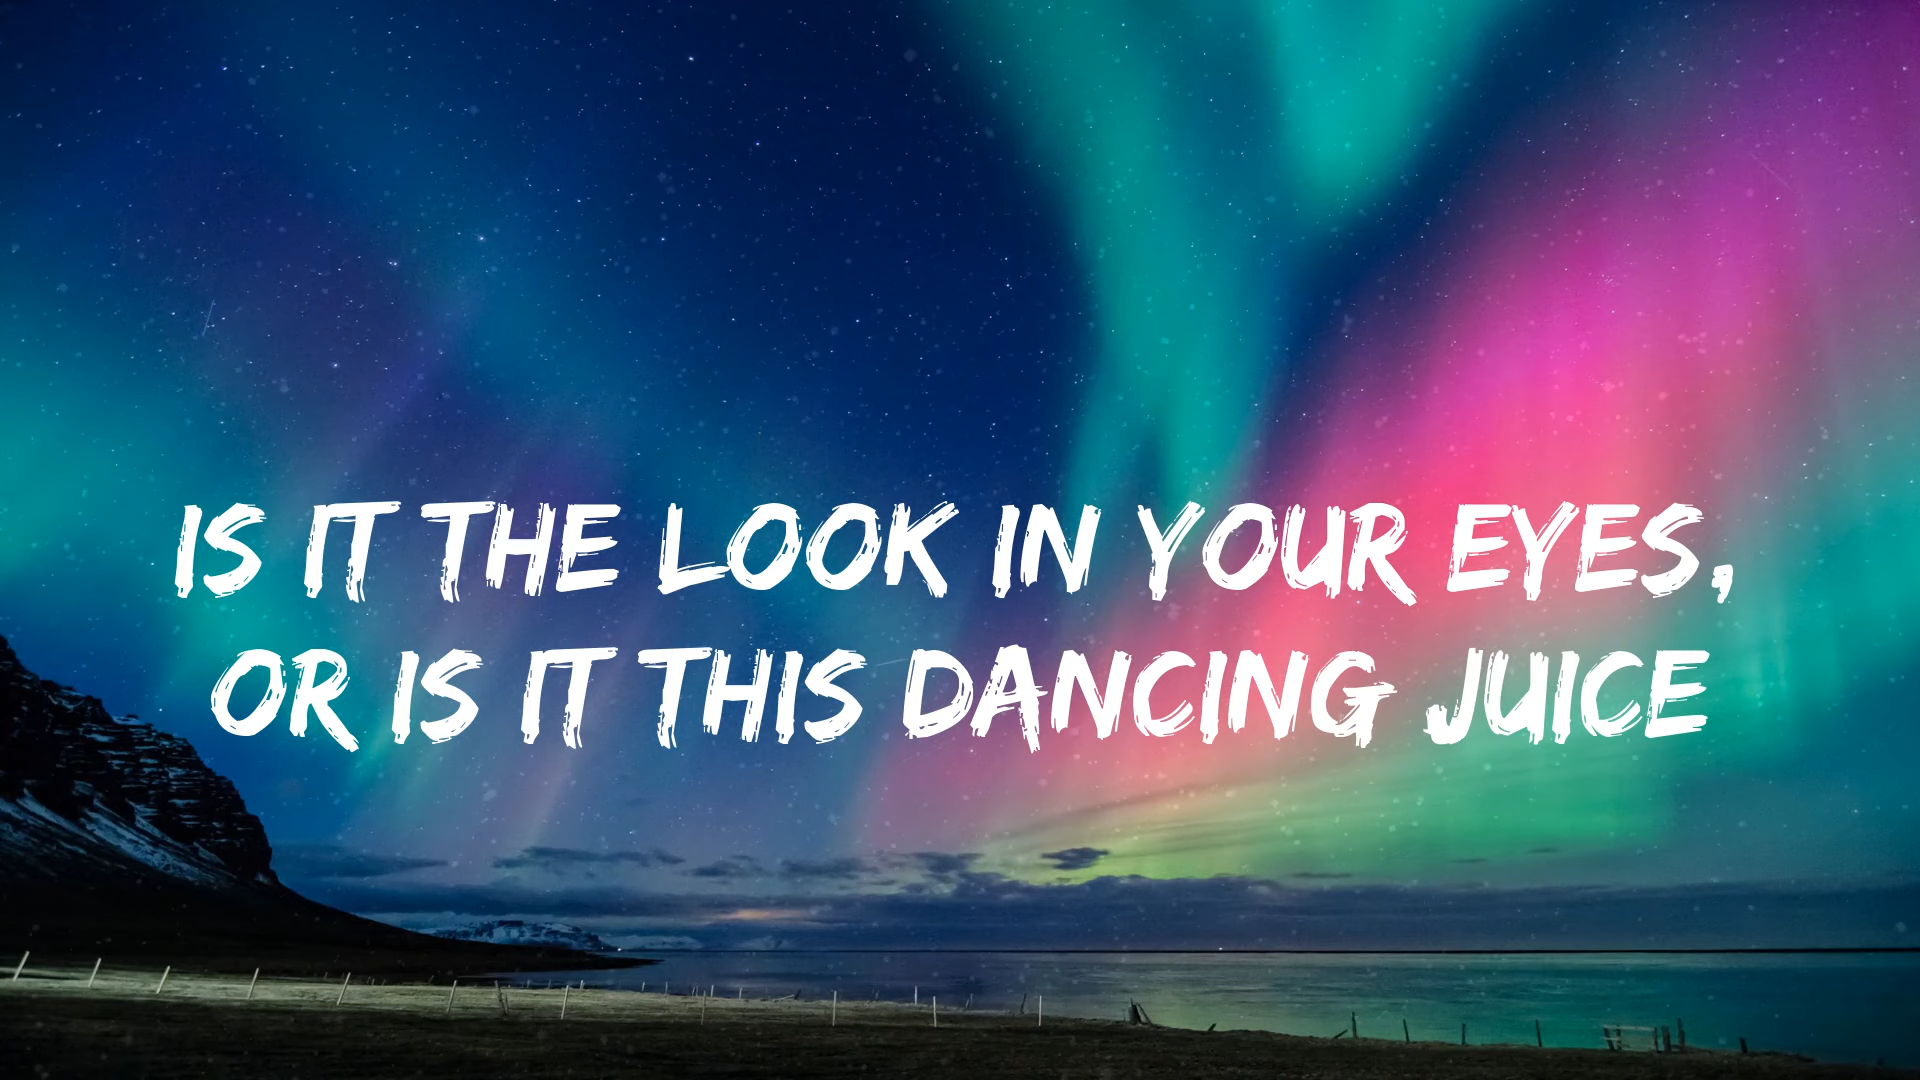 IS IT THE LOOK IN YOUR EYES,
OR IS IT THIS DANCING JUICE